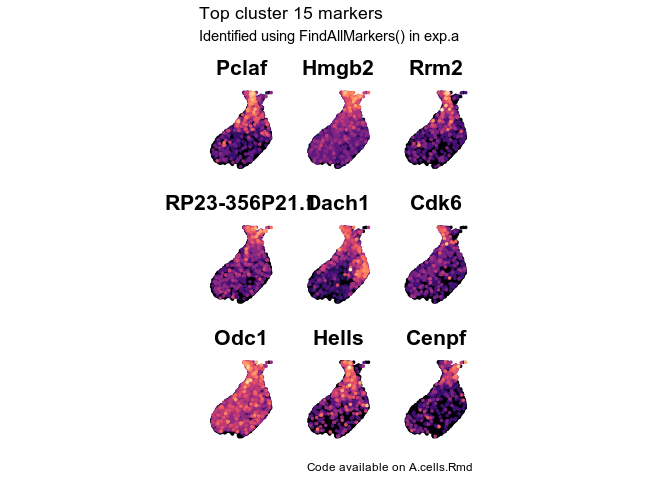 Top cluster 15 markers
Identified using FindAllMarkers() in exp.a
Pclaf Hmgb2 Rrm2
RP23-356P21.1 Dach1 Cdk6
Odc1 Hells Cenpf
Code available on A.cells.Rmd